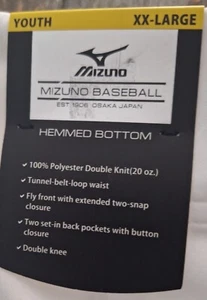 YOUTH XX-LARGE
MIZUNO
MIZUNO BASEBALL
EST 1906 OSAKA JAPAN
HEMMED BOTTOM
✓ 100% Polyester Double Knit(20 oz.)
✓ Tunnel-belt-loop waist
✓ Fly front with extended two-snap
closure
✓ Two set-in back pockets with button
closure
✓ Double knee